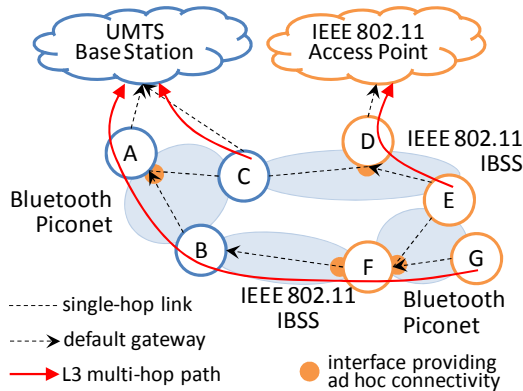 UMTS
Base Station
IEEE 802.11
Access Point
A
D
IEEE 802.11
IBSS
C
Bluetooth
Piconet
E
B
G
F
IEEE 802.11
IBSS
Bluetooth
Piconet
single-hop link
default gateway
L3 multi-hop path
interface providing
ad hoc connectivity